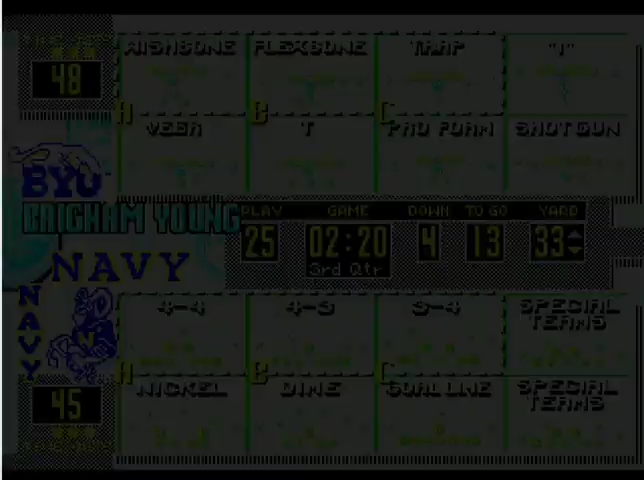 48
WISHBONE FLEXBONE TRAP "I"
A B C
VEER T PRO FORM SHOTGUN
BYU
BRIGHAM YOUNG
PLAY GAME DOWN TO GO YARD
25 02:20 4 13 33
3rd Qtr
NAVY
NAVY
N
4-4 4-3 3-4 SPECIAL TEAMS
A B C
NICKEL DIME GOAL LINE SPECIAL TEAMS
45